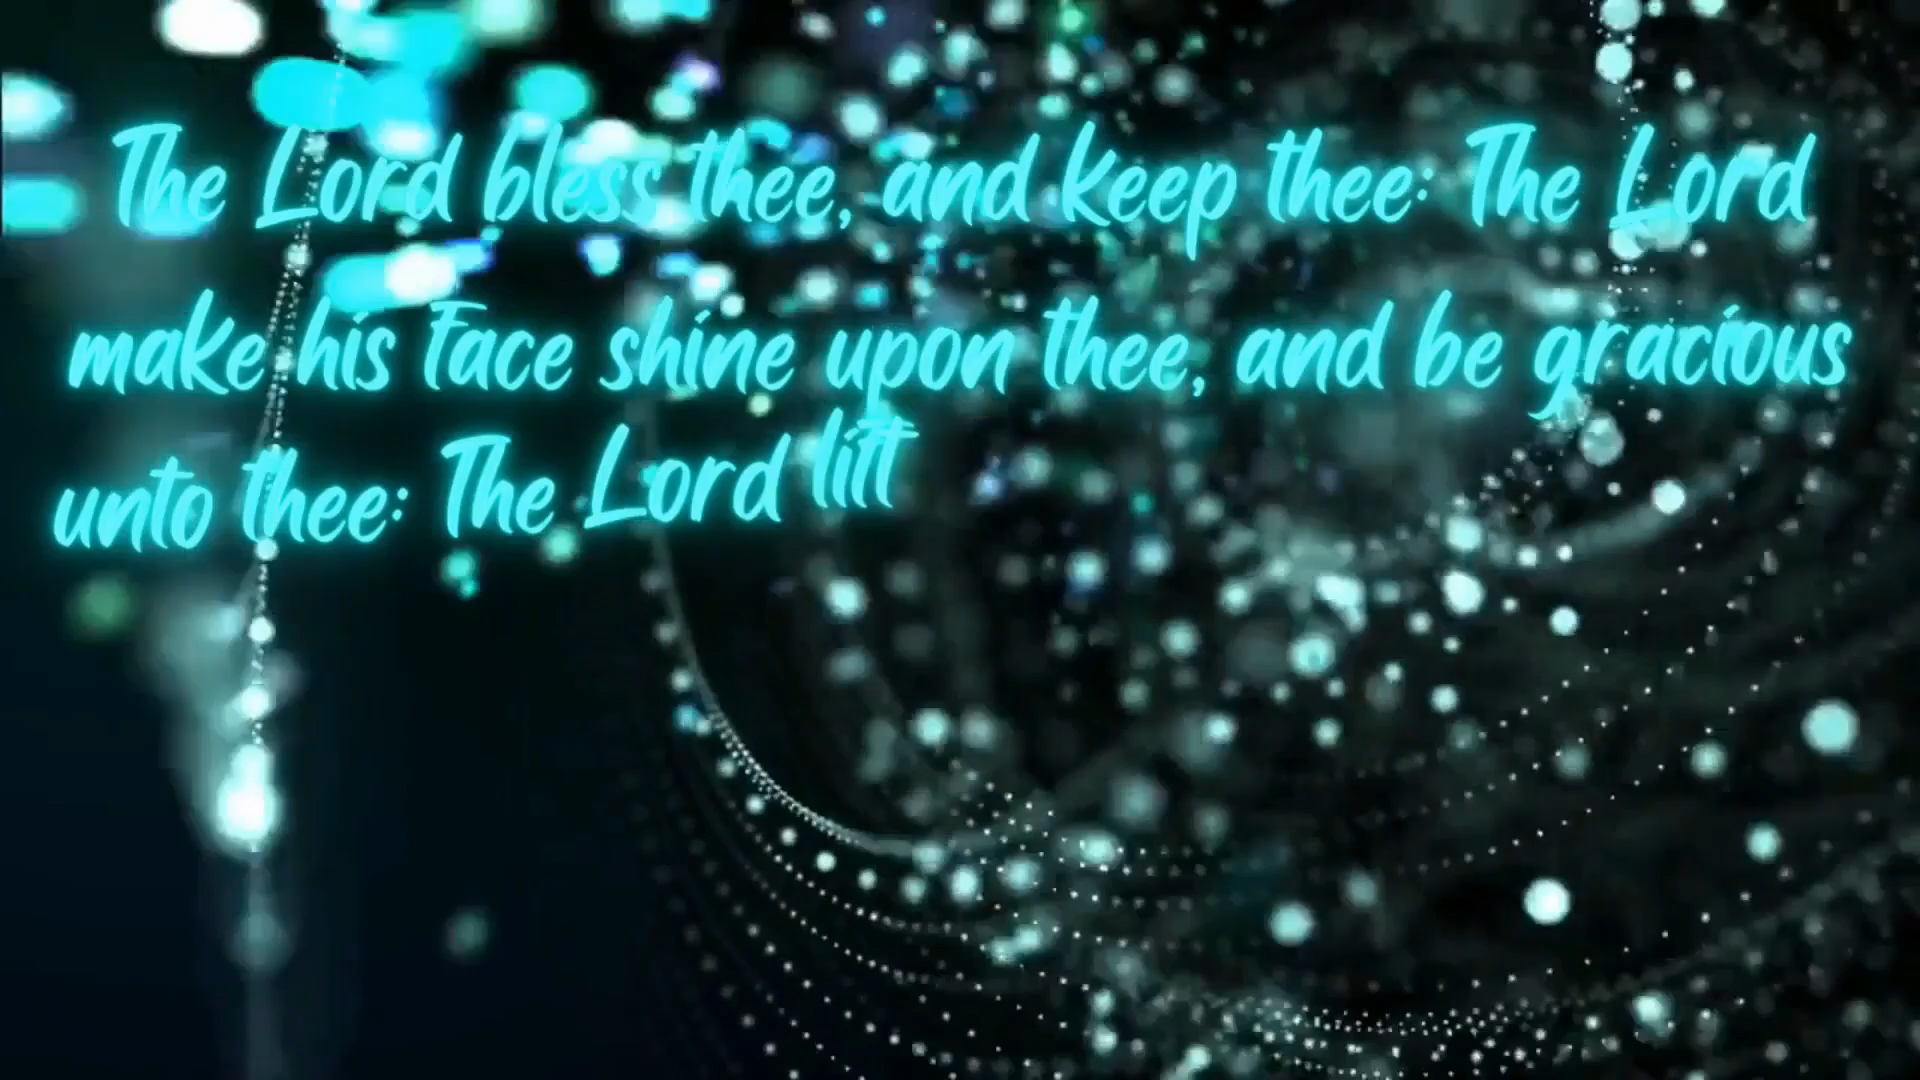 The Lord bless thee, and keep thee: The Lord
make his face shine upon thee, and be gracious
unto thee: The Lord lift